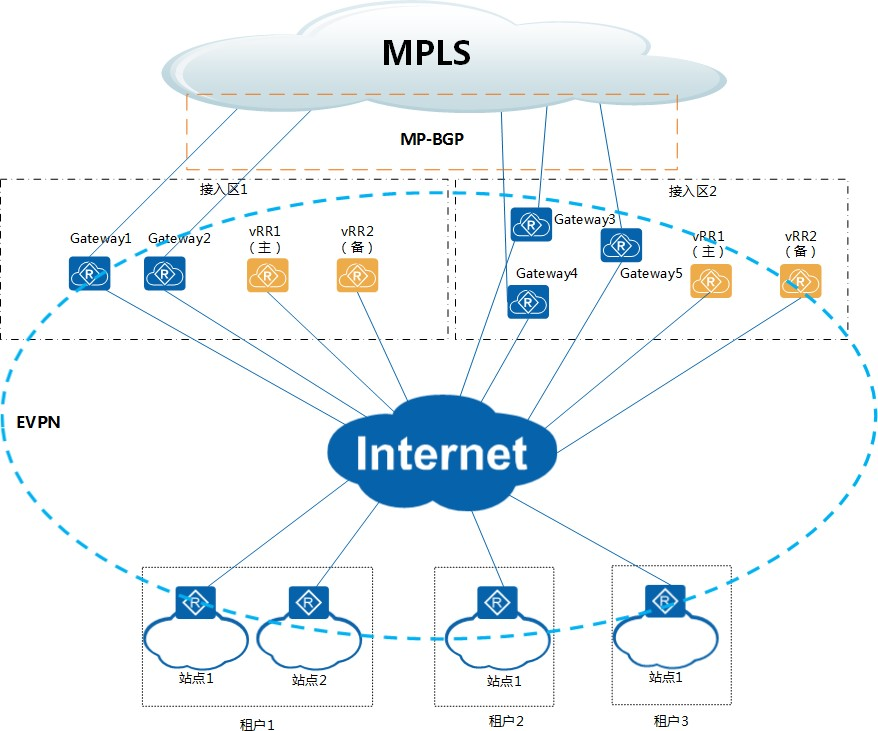 MPLS
MP-BGP
接入区1
接入区2
Gateway1
Gateway2
vRR1
（主）
vRR2
（备）
Gateway3
Gateway4
Gateway5
vRR1
（主）
vRR2
（备）
R
R
R
R
R
R
R
R
R
EVPN
Internet
R
R
R
R
站点1
站点2
站点1
站点1
租户1
租户2
租户3